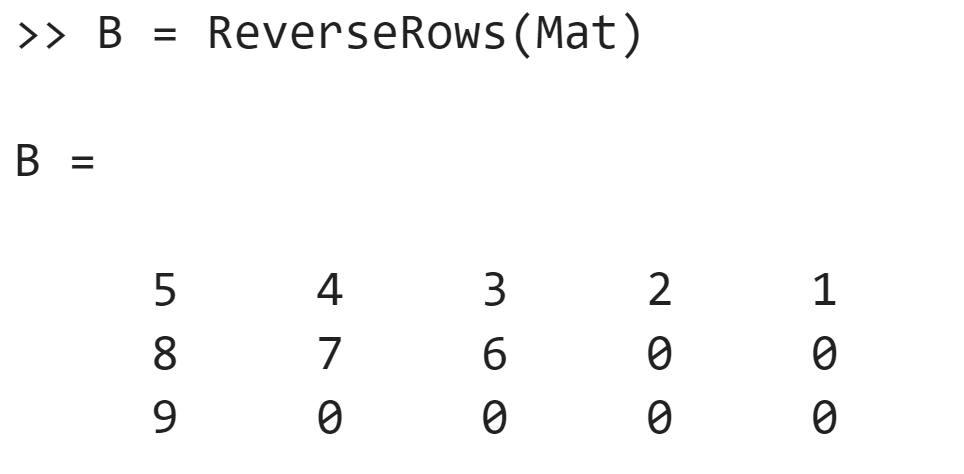 >> B = ReverseRows(Mat)
B =
5 4 3 2 1
8 7 6 0 0
9 0 0 0 0